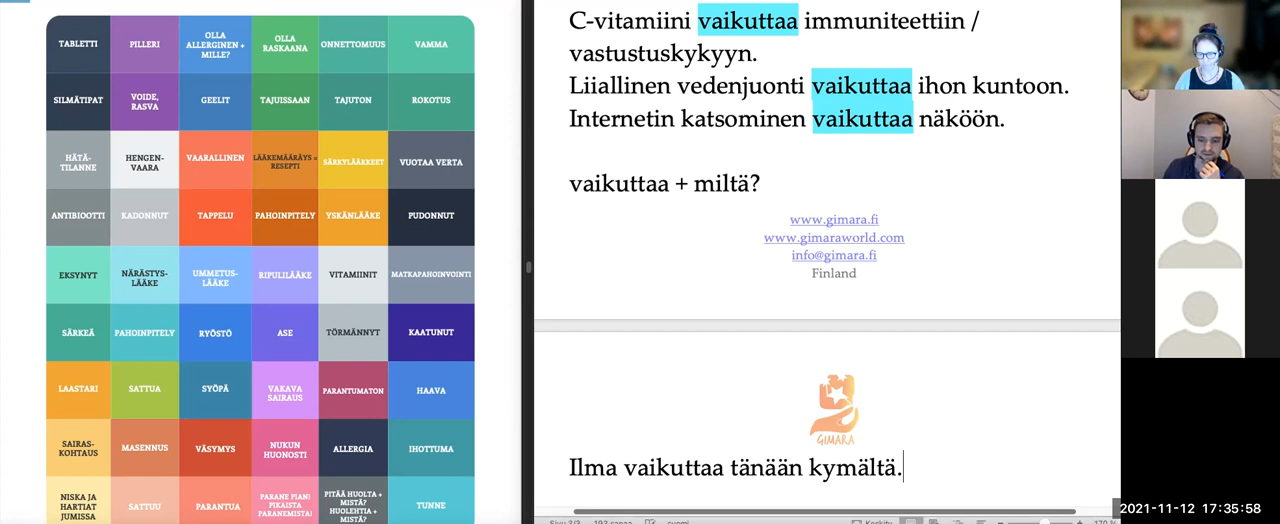 TABLETTI
PILLERI
OLLA
ALLERGINEN +
MILLE?
OLLA
RASKAANA
ONNETTOMUUS
VAMMA
SILMÄTIPAT
VOIDE,
RASVA
GEELIT
TAJUISSAAN
TAJUTON
ROKOTUS
HÄTÄ-
TILANNE
HENGEN-
VAARA
VAARALLINEN
LÄÄKEMÄÄRÄYS =
RESEPTI
SÄRKYLÄÄKKEET
VUOTAA VERTA
ANTIBIOOTTI
KADONNUT
TAPPELU
PAHOINPITELY
YSKÄNLÄÄKE
PUDONNUT
EKSYNYT
NÄRÄSTYS-
LÄÄKE
UMMETUS-
LÄÄKE
RIPULILÄÄKE
VITAMIINIT
MATKAPAHOINVOINTI
SÄRKEÄ
PAHOINPITELY
RYÖSTÖ
ASE
TÖRMÄNNYT
KAATUNUT
LAASTARI
SATTUA
SYÖPÄ
VAKAVA
SAIRAUS
PARANTUMATON
HAAVA
SAIRAS-
KOHTAUS
MASENNUS
VÄSYMYS
NUKUN
HUONOSTI
ALLERGIA
IHOTTUMA
NISKA JA
HARTIAT
JUMISSA
SATTUU
PARANTUA
PARANE PIAN!
PIKAISTA
PARANEMISTA!
PITÄÄ HUOLTA +
MISTÄ?
HUOLEHTIA +
MISTÄ?
TUNNE
C-vitamiini vaikuttaa immuniteettiin /
vastustuskykyyn.
Liiallinen vedenjuonti vaikuttaa ihon kuntoon.
Internetin katsominen vaikuttaa näköön.
vaikuttaa + miltä?
www.gimara.fi
www.gimaraworld.com
info@gimara.fi
Finland
GIMARA
Ilma vaikuttaa tänään kymältä.
2021-11-12 17:35:58